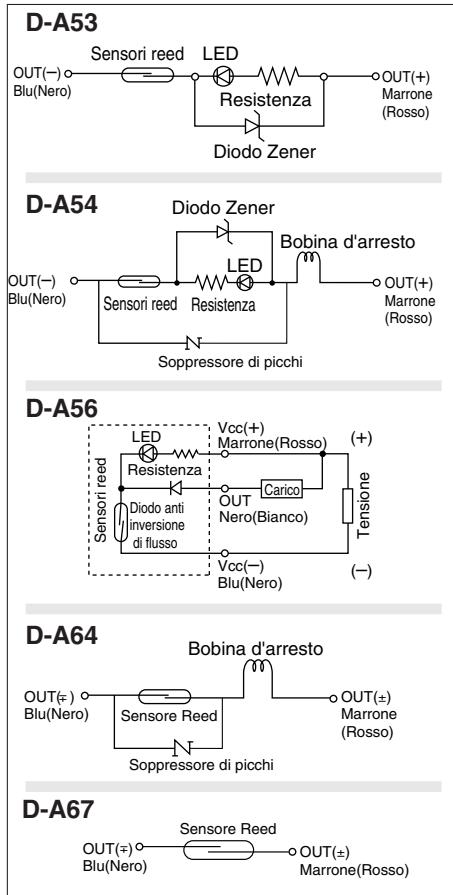 D-A53
Sensori reed
LED
OUT(−)
Blu(Nero)
OUT(+)
Marrone
(Rosso)
Resistenza
Diodo Zener
D-A54
Diodo Zener
Bobina d'arresto
LED
OUT(−)
Blu(Nero)
Sensori reed
Resistenza
OUT(+)
Marrone
(Rosso)
Soppressore di picchi
D-A56
Vcc(+)
Marrone(Rosso)
(+)
LED
Resistenza
Sensori reed
Diodo anti
inversione
di flusso
OUT
Nero(Bianco)
Carico
Tensione
Vcc(−)
Blu(Nero)
(−)
D-A64
Bobina d'arresto
OUT(∓)
Blu(Nero)
Sensore Reed
OUT(±)
Marrone
(Rosso)
Soppressore di picchi
D-A67
Sensore Reed
OUT(∓)
Blu(Nero)
OUT(±)
Marrone(Rosso)